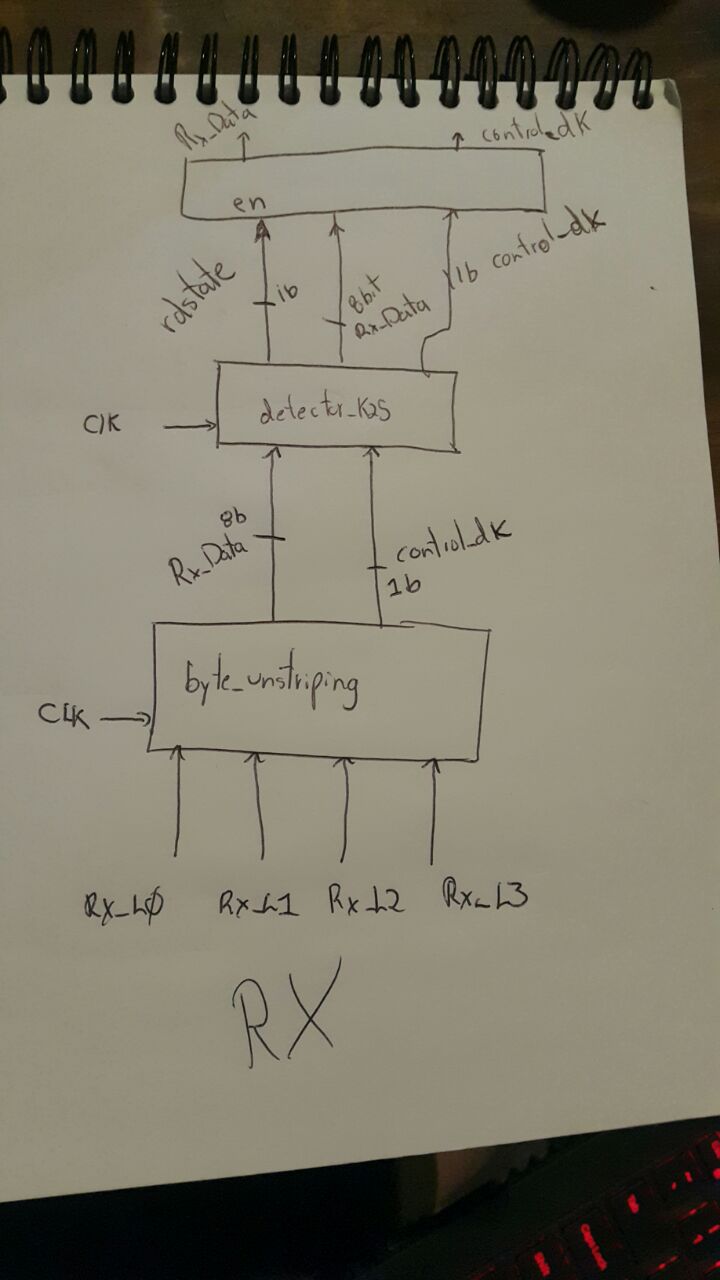 Rx_Data
control_dk
en
rdstate
1b
8bit
Rx_Data
1b control_dk
detector_K25
Clk
8b
Rx_Data
control_dk
1b
byte_unstriping
CLK
Rx_L0
Rx_L1
Rx_L2
Rx_L3
RX